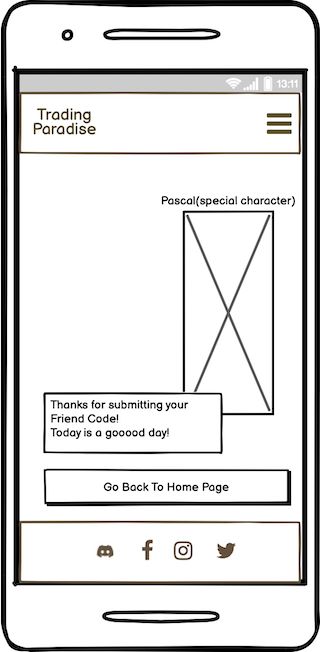 13:11
Trading
Paradise
Pascal(special character)
Thanks for submitting your
Friend Code!
Today is a gooood day!
Go Back To Home Page